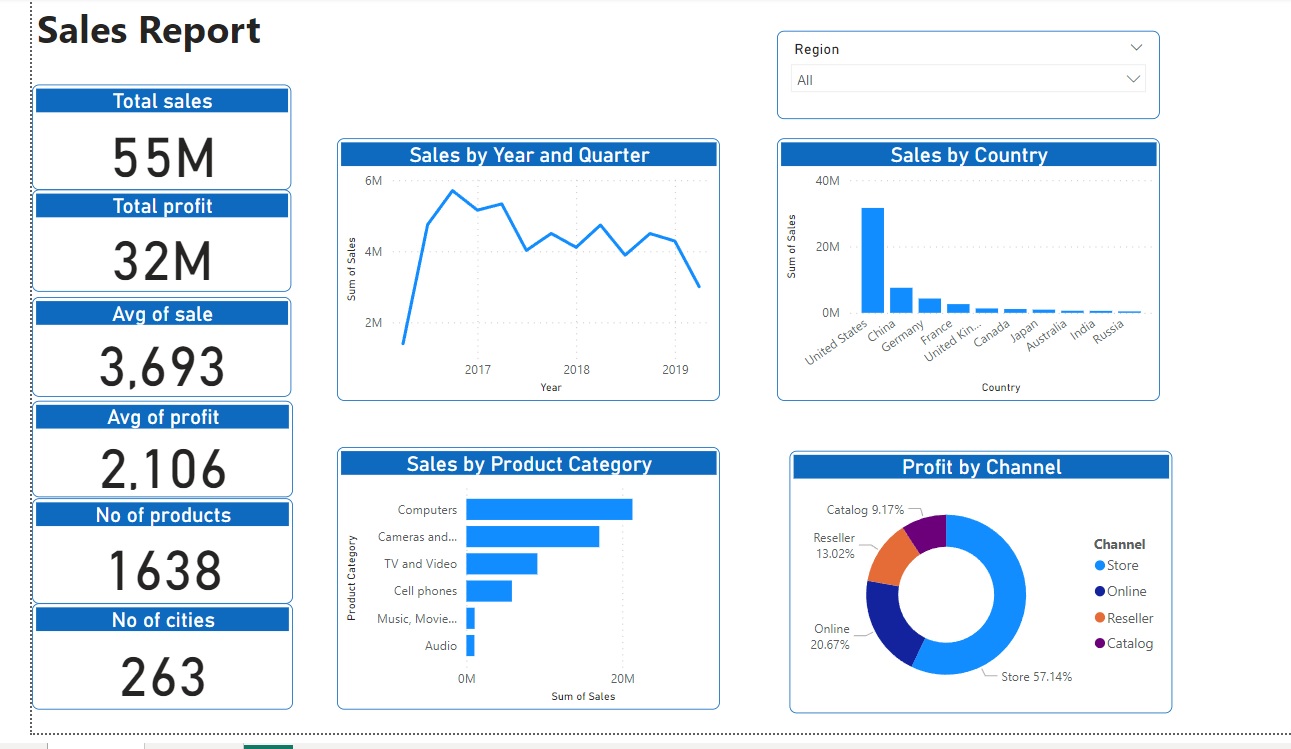 Sales Report
Region
All
Total sales
55M
Total profit
32M
Avg of sale
3,693
Avg of profit
2,106
No of products
1638
No of cities
263
Sales by Year and Quarter
6M
4M
2M
Sum of Sales
2017 2018 2019
Year
Sales by Country
40M
20M
0M
Sum of Sales
United States
China
Germany
France
United Kin...
Canada
Japan
Australia
India
Russia
Country
Sales by Product Category
Product Category
Computers
Cameras and...
TV and Video
Cell phones
Music, Movie...
Audio
0M 20M
Sum of Sales
Profit by Channel
Catalog 9.17%
Reseller
13.02%
Online
20.67%
Store 57.14%
Channel
Store
Online
Reseller
Catalog